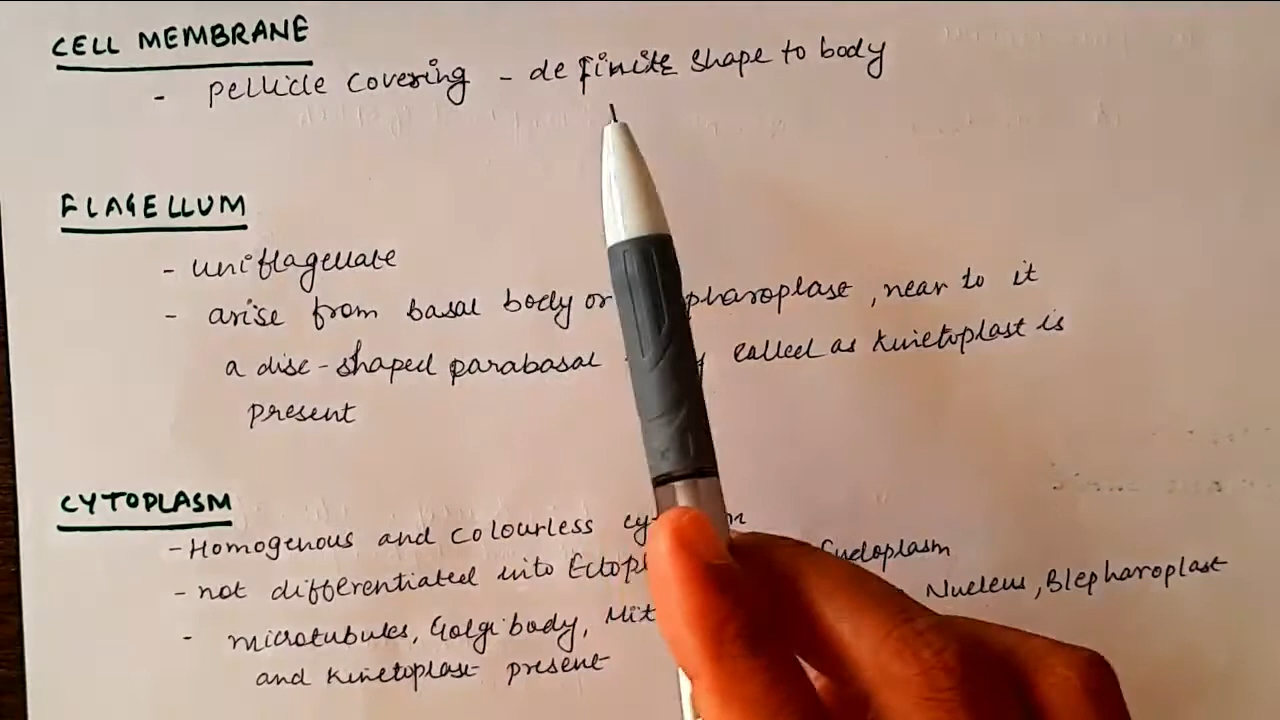 CELL MEMBRANE
- Pellicle covering - definite shape to body
FLAGELLUM
- uniflagellate
- arise from basal body or pharoplast, near to it
a disc-shaped parabasal called as kinetoplast is
present
CYTOPLASM
- Homogenous and colourless
- not differentiated into Endoplasm
- microtubules, Golgi body, Nucleus, Blepharoplast
and kinetoplast present